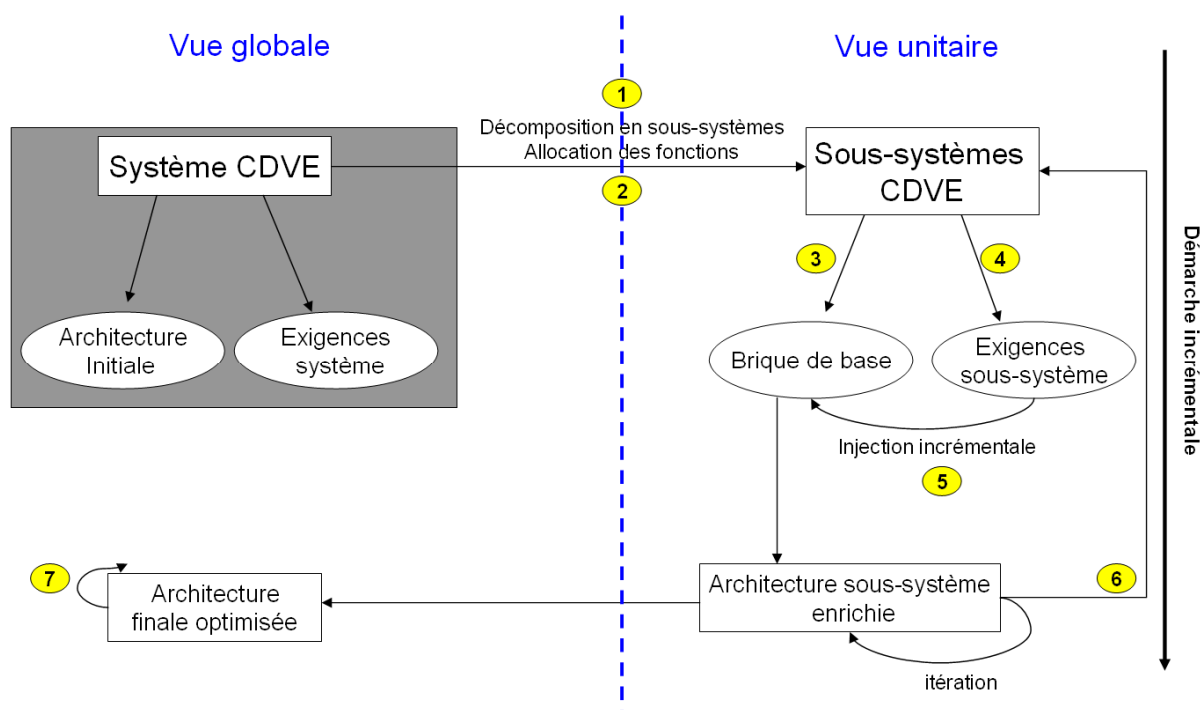 Vue globale
Vue unitaire
1
Décomposition en sous-systèmes
Allocation des fonctions
2
Système CDVE
Sous-systèmes
CDVE
3
4
Architecture
Initiale
Exigences
système
Brique de base
Exigences
sous-système
Injection incrémentale
5
Démarche incrémentale
7
Architecture
finale optimisée
Architecture sous-système
enrichie
6
itération